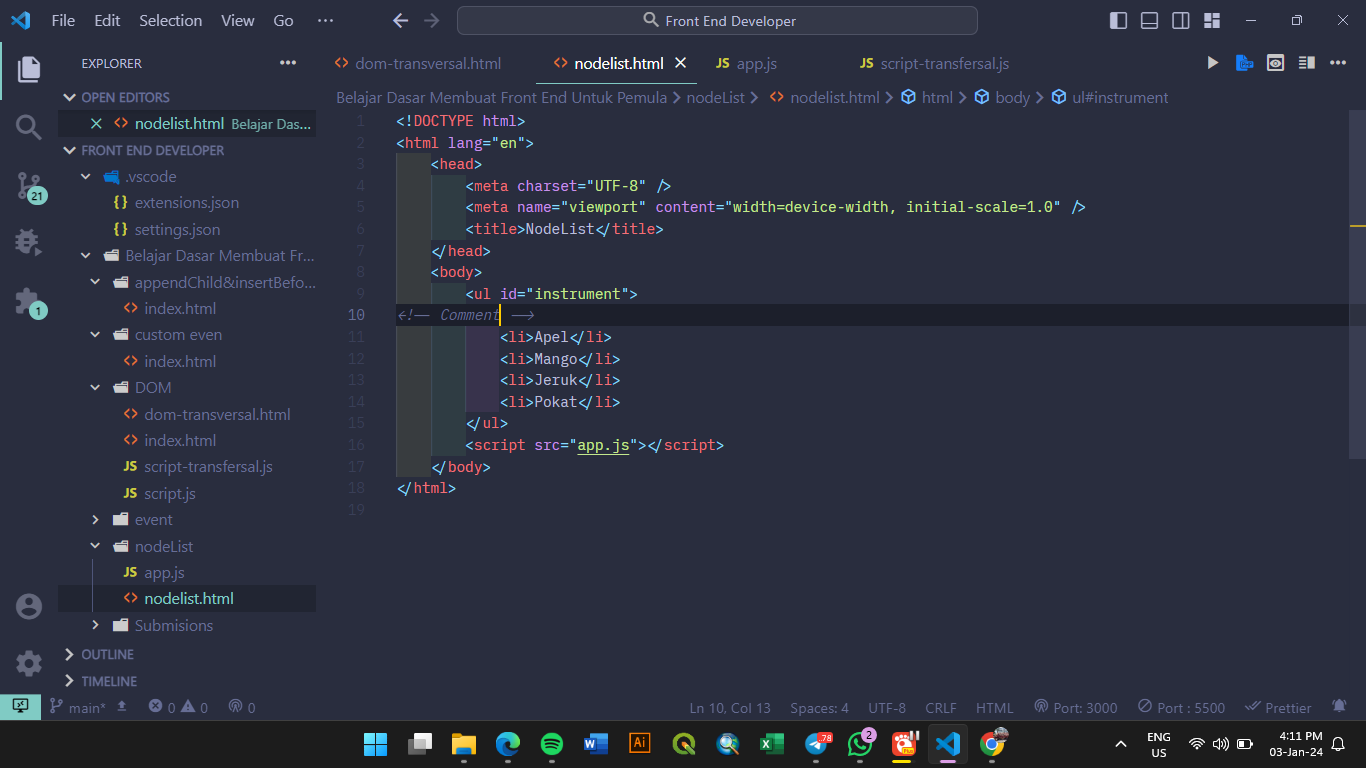 File Edit Selection View Go ··· Front End Developer
EXPLORER ···
dom-transversal.html nodelist.html JS app.js JS script-transfersal.js
OPEN EDITORS
nodelist.html Belajar Das...
FRONT END DEVELOPER
.vscode
{} extensions.json
{} settings.json
Belajar Dasar Membuat Fr...
appendChild&insertBefo...
index.html
custom even
index.html
DOM
dom-transversal.html
index.html
JS script-transfersal.js
JS script.js
event
nodeList
JS app.js
nodelist.html
Submisions
OUTLINE
TIMELINE
21
1
Belajar Dasar Membuat Front End Untuk Pemula > nodeList > nodelist.html > html > body > ul#instrument
1 <!DOCTYPE html>
2 <html lang="en">
3 <head>
4 <meta charset="UTF-8" />
5 <meta name="viewport" content="width=device-width, initial-scale=1.0" />
6 <title>NodeList</title>
7 </head>
8 <body>
9 <ul id="instrument">
10 <!-- Comment -->
11 <li>Apel</li>
12 <li>Mango</li>
13 <li>Jeruk</li>
14 <li>Pokat</li>
15 </ul>
16 <script src="app.js"></script>
17 </body>
18 </html>
19
main* 0 0 0 Ln 10, Col 13 Spaces: 4 UTF-8 CRLF HTML Port: 3000 Port : 5500 Prettier
W Ai X 78 2
ENG
US
4:11 PM
03-Jan-24